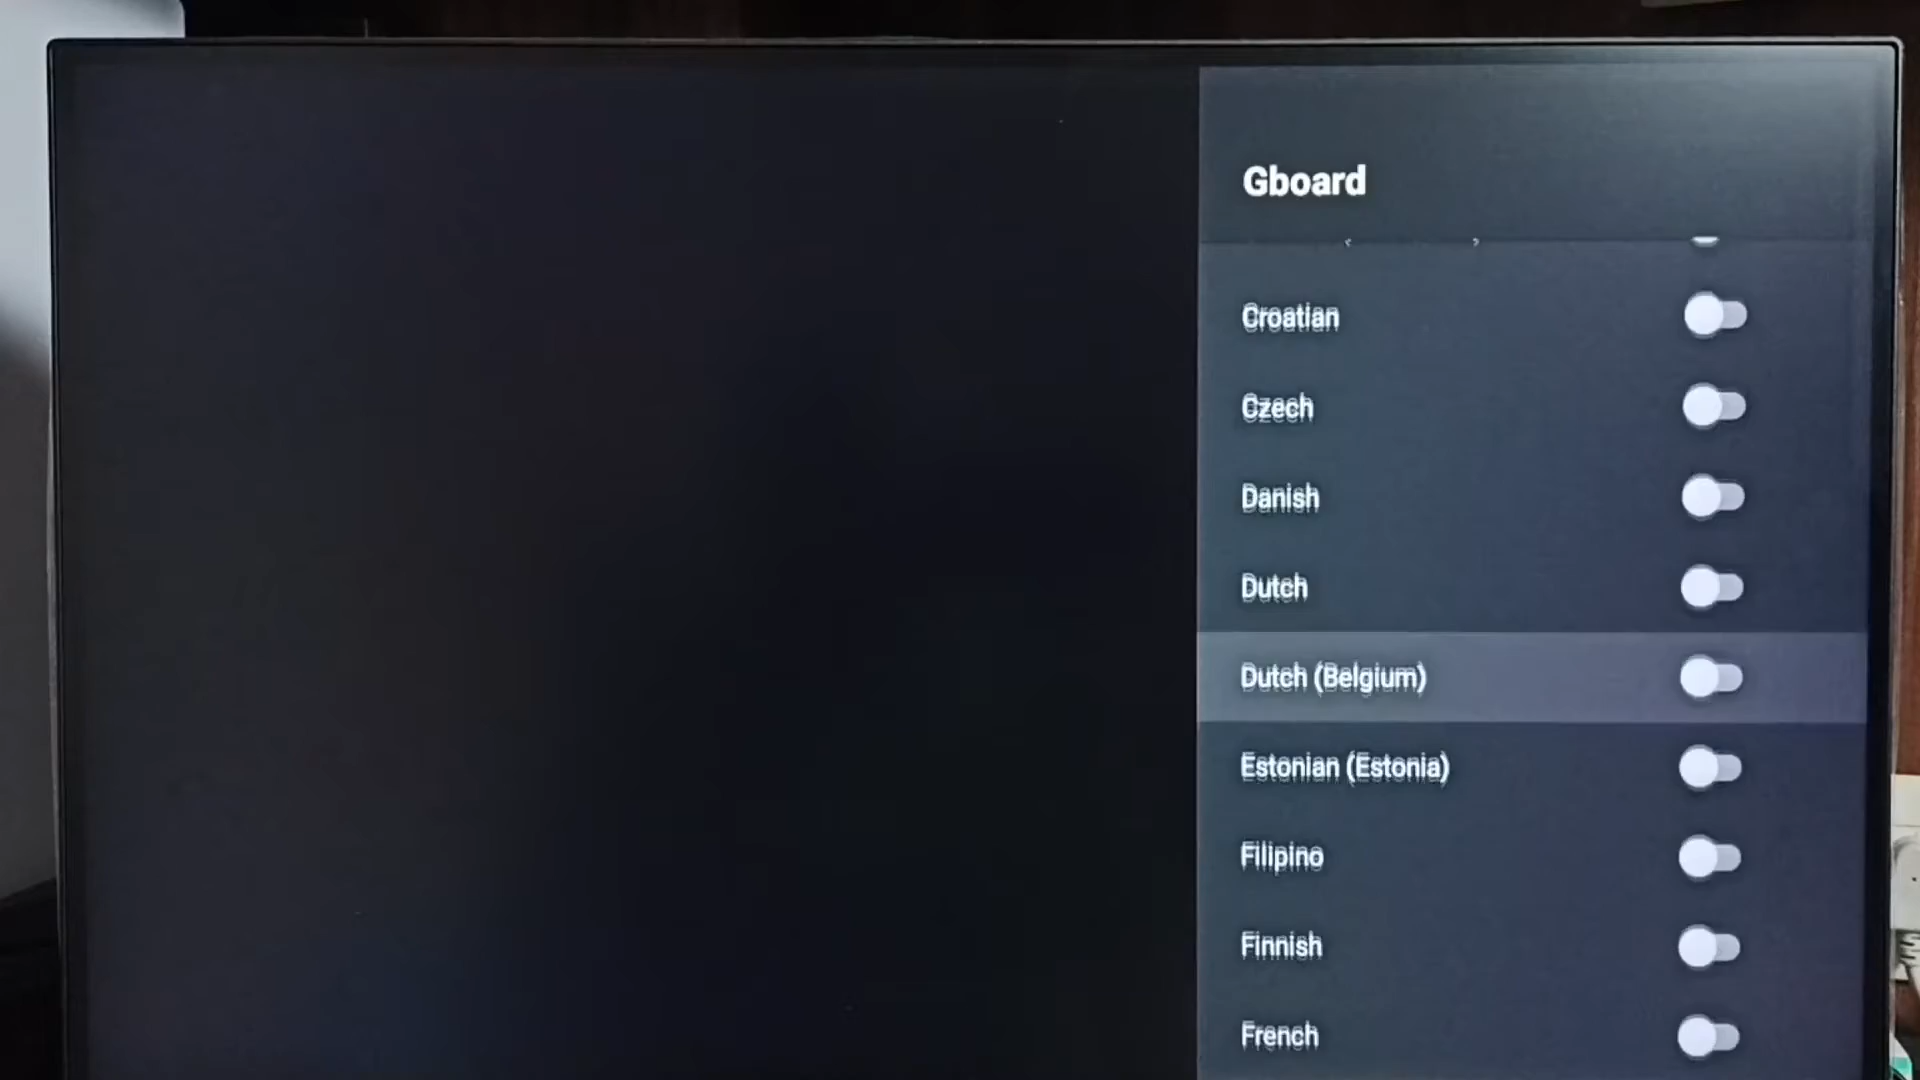 Gboard
Croatian
Czech
Danish
Dutch
Dutch (Belgium)
Estonian (Estonia)
Filipino
Finnish
French